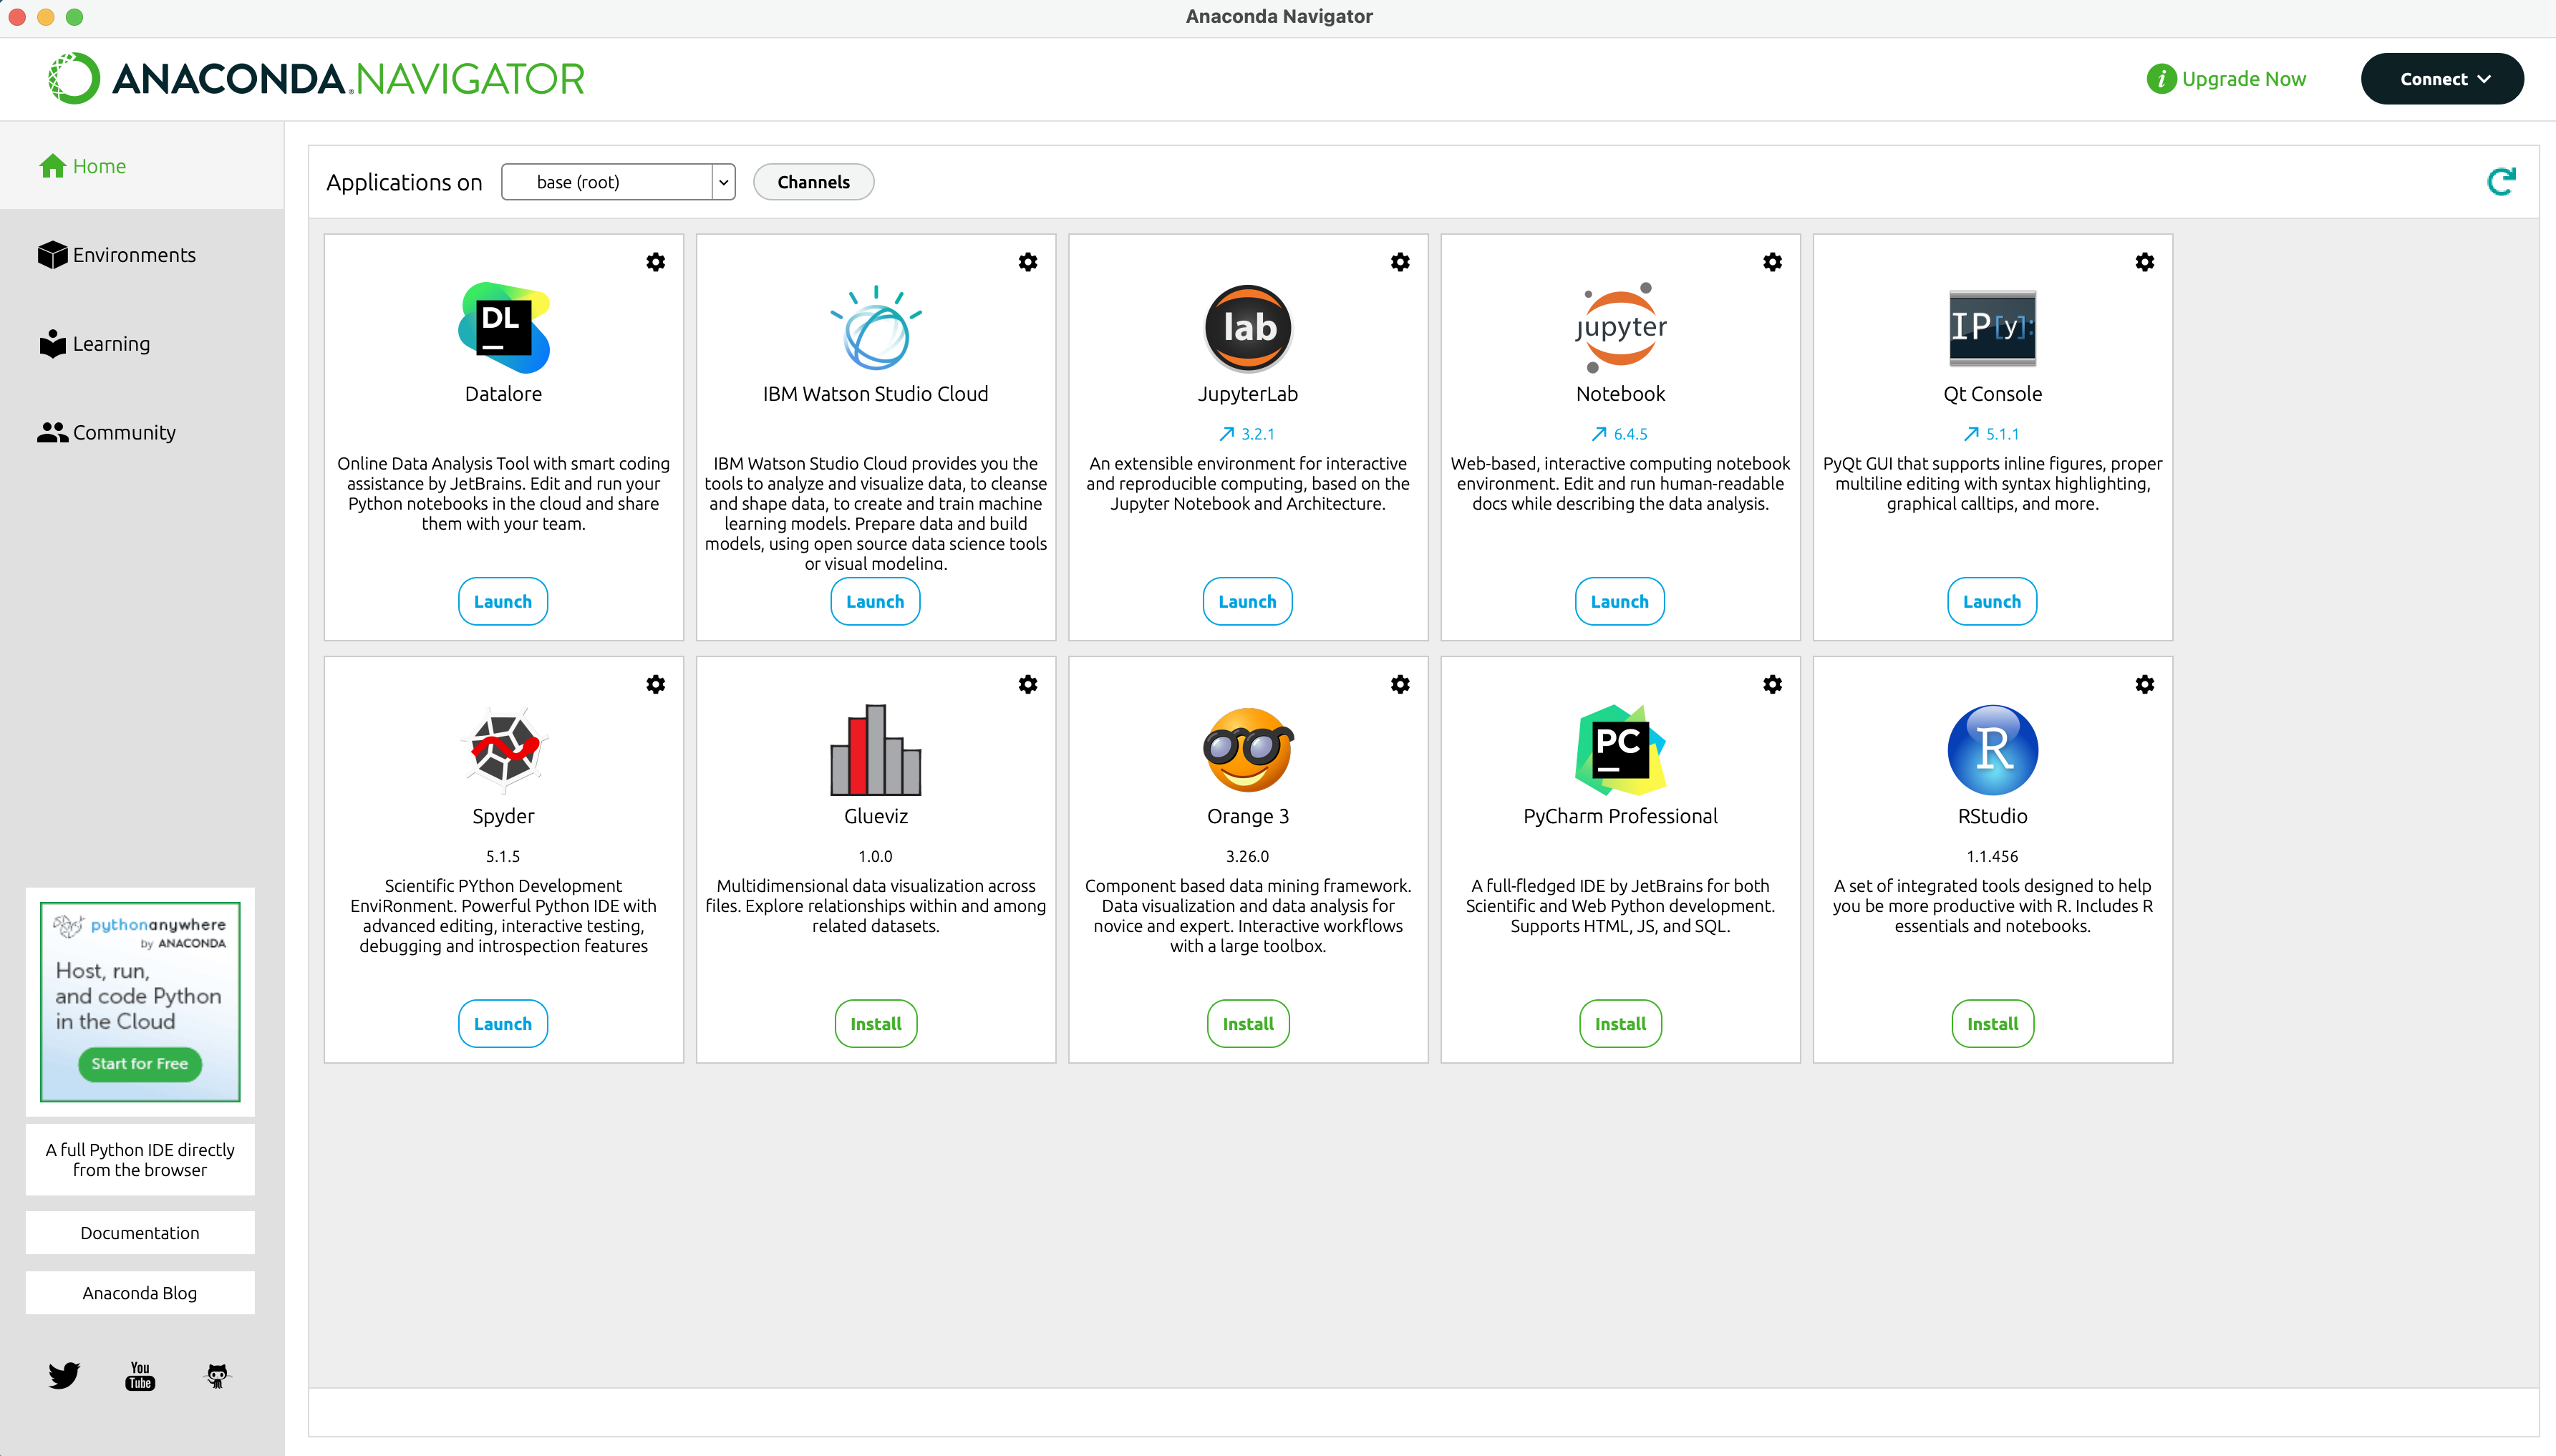 Anaconda Navigator
ANACONDA.NAVIGATOR
i Upgrade Now
Connect
Home
Environments
Learning
Community
Applications on
base (root)
Channels
DL
Datalore
Online Data Analysis Tool with smart coding
assistance by JetBrains. Edit and run your
Python notebooks in the cloud and share
them with your team.
Launch
IBM Watson Studio Cloud
IBM Watson Studio Cloud provides you the
tools to analyze and visualize data, to cleanse
and shape data, to create and train machine
learning models. Prepare data and build
models, using open source data science tools
or visual modeling.
Launch
lab
JupyterLab
3.2.1
An extensible environment for interactive
and reproducible computing, based on the
Jupyter Notebook and Architecture.
Launch
jupyter
Notebook
6.4.5
Web-based, interactive computing notebook
environment. Edit and run human-readable
docs while describing the data analysis.
Launch
IP[y]:
Qt Console
5.1.1
PyQt GUI that supports inline figures, proper
multiline editing with syntax highlighting,
graphical calltips, and more.
Launch
Spyder
5.1.5
Scientific PYthon Development
EnviRonment. Powerful Python IDE with
advanced editing, interactive testing,
debugging and introspection features
Launch
Glueviz
1.0.0
Multidimensional data visualization across
files. Explore relationships within and among
related datasets.
Install
Orange 3
3.26.0
Component based data mining framework.
Data visualization and data analysis for
novice and expert. Interactive workflows
with a large toolbox.
Install
PC
PyCharm Professional
A full-fledged IDE by JetBrains for both
Scientific and Web Python development.
Supports HTML, JS, and SQL.
Install
R
RStudio
1.1.456
A set of integrated tools designed to help
you be more productive with R. Includes R
essentials and notebooks.
Install
pythonanywhere
by ANACONDA
Host, run,
and code Python
in the Cloud
Start for Free
A full Python IDE directly
from the browser
Documentation
Anaconda Blog
You
Tube